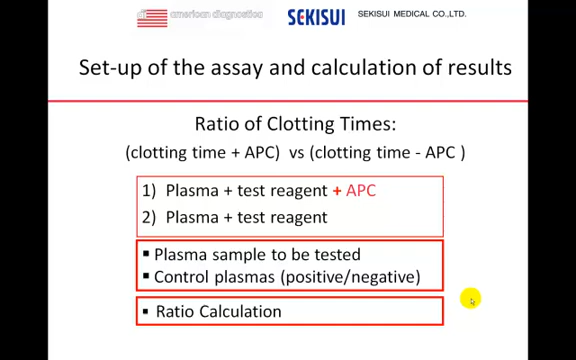 american diagnostica
SEKISUI
SEKISUI MEDICAL CO.,LTD.
Set-up of the assay and calculation of results
Ratio of Clotting Times:
(clotting time + APC) vs (clotting time - APC )
1) Plasma + test reagent + APC
2) Plasma + test reagent
▪ Plasma sample to be tested
▪ Control plasmas (positive/negative)
▪ Ratio Calculation